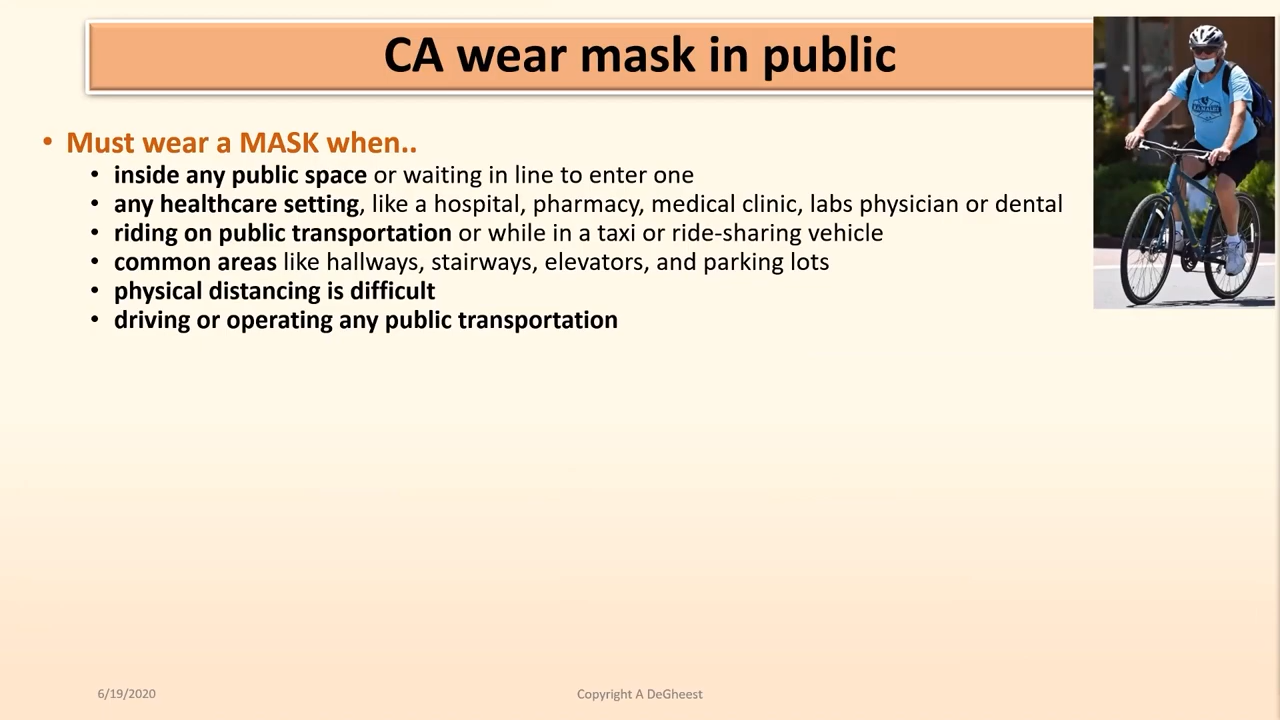 CA wear mask in public
• Must wear a MASK when..
• inside any public space or waiting in line to enter one
• any healthcare setting, like a hospital, pharmacy, medical clinic, labs physician or dental
• riding on public transportation or while in a taxi or ride-sharing vehicle
• common areas like hallways, stairways, elevators, and parking lots
• physical distancing is difficult
• driving or operating any public transportation
6/19/2020
Copyright A DeGheest